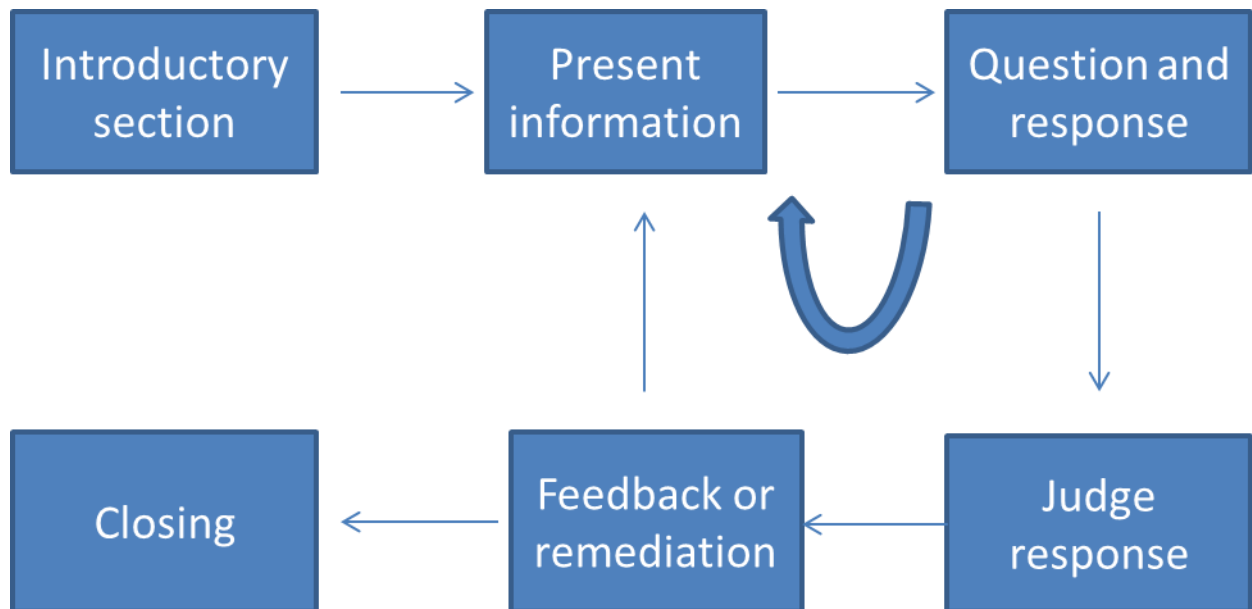 Introductory
section
Present
information
Question and
response
Closing
Feedback or
remediation
Judge
response